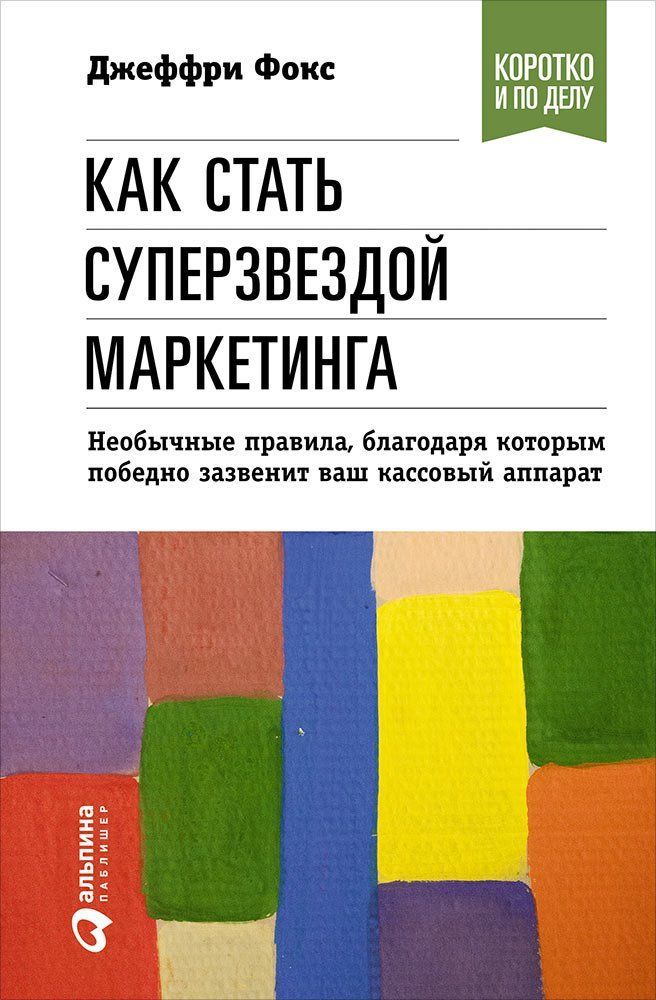 Джеффри Фокс
КОРОТКО
И ПО ДЕЛУ
КАК СТАТЬ
СУПЕРЗВЕЗДОЙ
МАРКЕТИНГА
Необычные правила, благодаря которым
победно зазвенит ваш кассовый аппарат
альпина
ПАБЛИШЕР